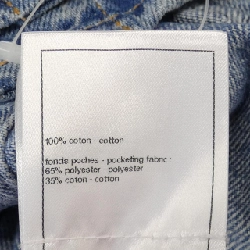 100% coton - cotton
fonds poches - pocketing fabric -
65% polyester - polyester
35% coton - cotton